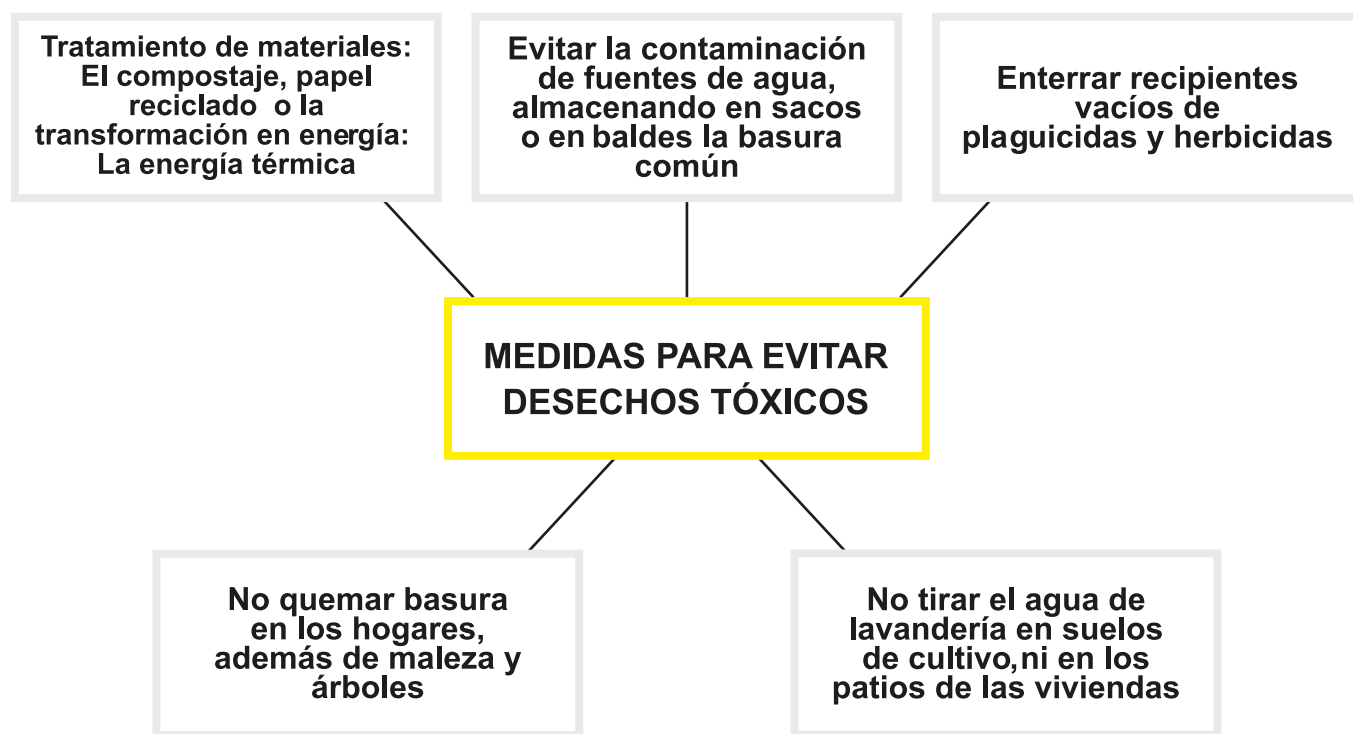 Tratamiento de materiales:
El compostaje, papel
reciclado o la
transformación en energía:
La energía térmica
Evitar la contaminación
de fuentes de agua,
almacenando en sacos
o en baldes la basura
común
Enterrar recipientes
vacíos de
plaguicidas y herbicidas
MEDIDAS PARA EVITAR
DESECHOS TÓXICOS
No quemar basura
en los hogares,
además de maleza y
árboles
No tirar el agua de
lavandería en suelos
de cultivo,ni en los
patios de las viviendas